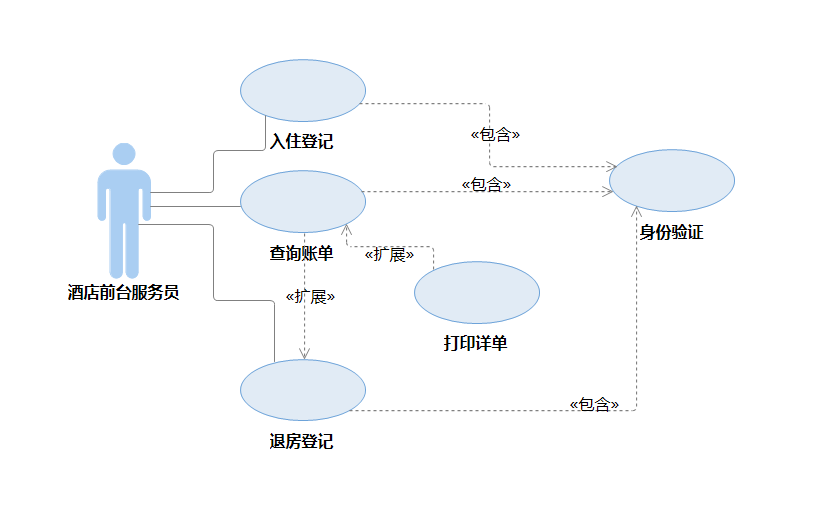 入住登记
«包含»
«包含»
身份验证
查询账单
«扩展»
酒店前台服务员
«扩展»
打印详单
«包含»
退房登记